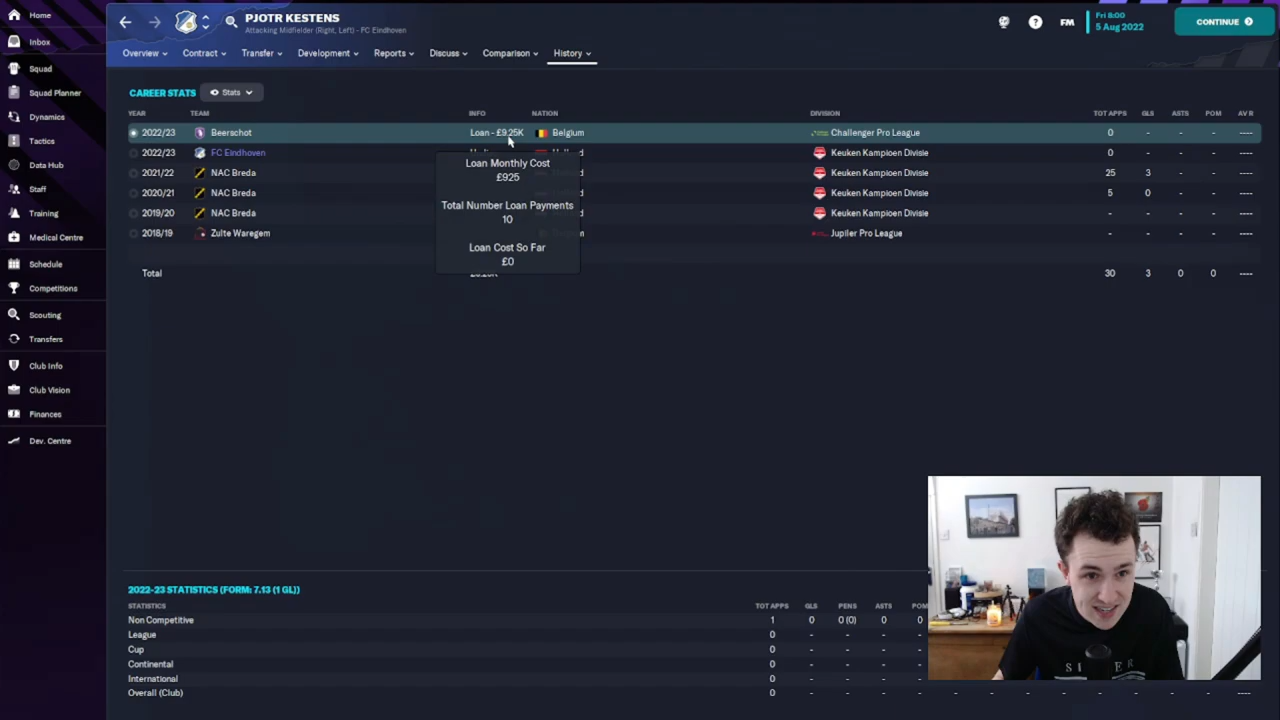 Home
Inbox
Squad
Squad Planner
Dynamics
Tactics
Data Hub
Staff
Training
Medical Centre
Schedule
Competitions
Scouting
Transfers
Club Info
Club Vision
Finances
Dev. Centre
PJOTR KESTENS
Attacking Midfielder (Right, Left) - FC Eindhoven
FM
Fri 8:00
5 Aug 2022
CONTINUE
Overview Contract Transfer Development Reports Discuss Comparison History
CAREER STATS Stats
YEAR TEAM INFO NATION DIVISION TOT APPS GLS ASTS POM AV R
2022/23 Beerschot Loan - £9.25K Belgium Challenger Pro League 0 - - - ----
2022/23 FC Eindhoven Keuken Kampioen Divisie 0 - - - ----
2021/22 NAC Breda Keuken Kampioen Divisie 25 3 - - ----
2020/21 NAC Breda Keuken Kampioen Divisie 5 0 - - ----
2019/20 NAC Breda Keuken Kampioen Divisie - - - - ----
2018/19 Zulte Waregem Jupiler Pro League - - - - ----
Total 30 3 0 0 ----
Loan Monthly Cost
£925
Total Number Loan Payments
10
Loan Cost So Far
£0
2022-23 STATISTICS (FORM: 7.13 (1 GL))
STATISTICS TOT APPS GLS PENS ASTS POM
Non Competitive 1 0 0 (0) 0 0
League 0 - - - -
Cup 0 - - - -
Continental 0 - - - -
International 0 - - - -
Overall (Club) 0 - - - - - - - - - - - ----